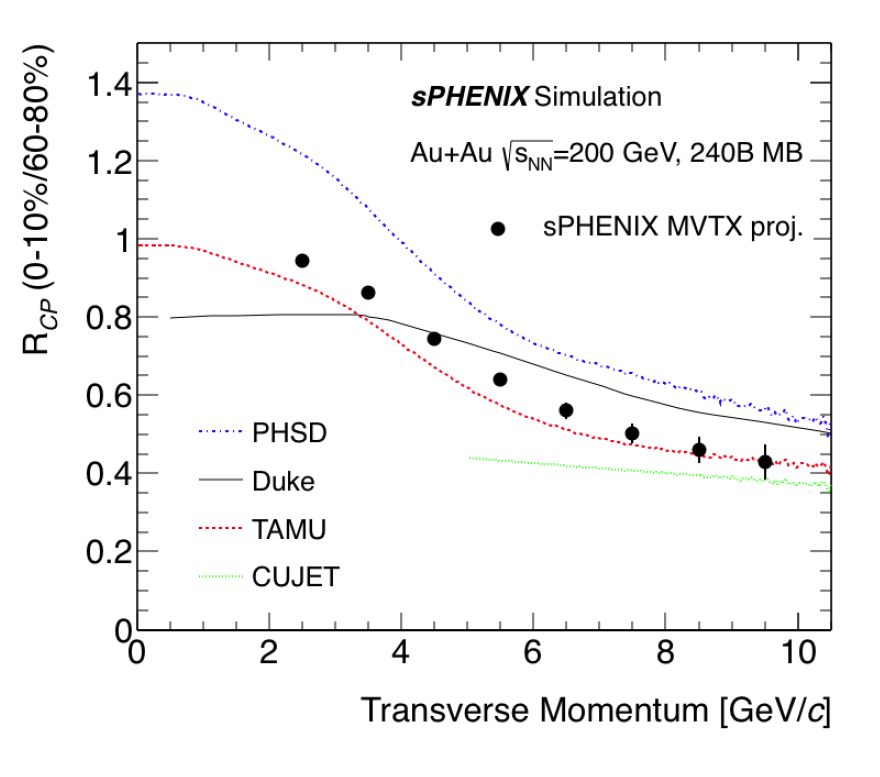 R_CP (0-10%/60-80%)
1.4
1.2
1
0.8
0.6
0.4
0.2
0
sPHENIX Simulation
Au+Au √s_NN=200 GeV, 240B MB
sPHENIX MVTX proj.
PHSD
Duke
TAMU
CUJET
0 2 4 6 8 10
Transverse Momentum [GeV/c]